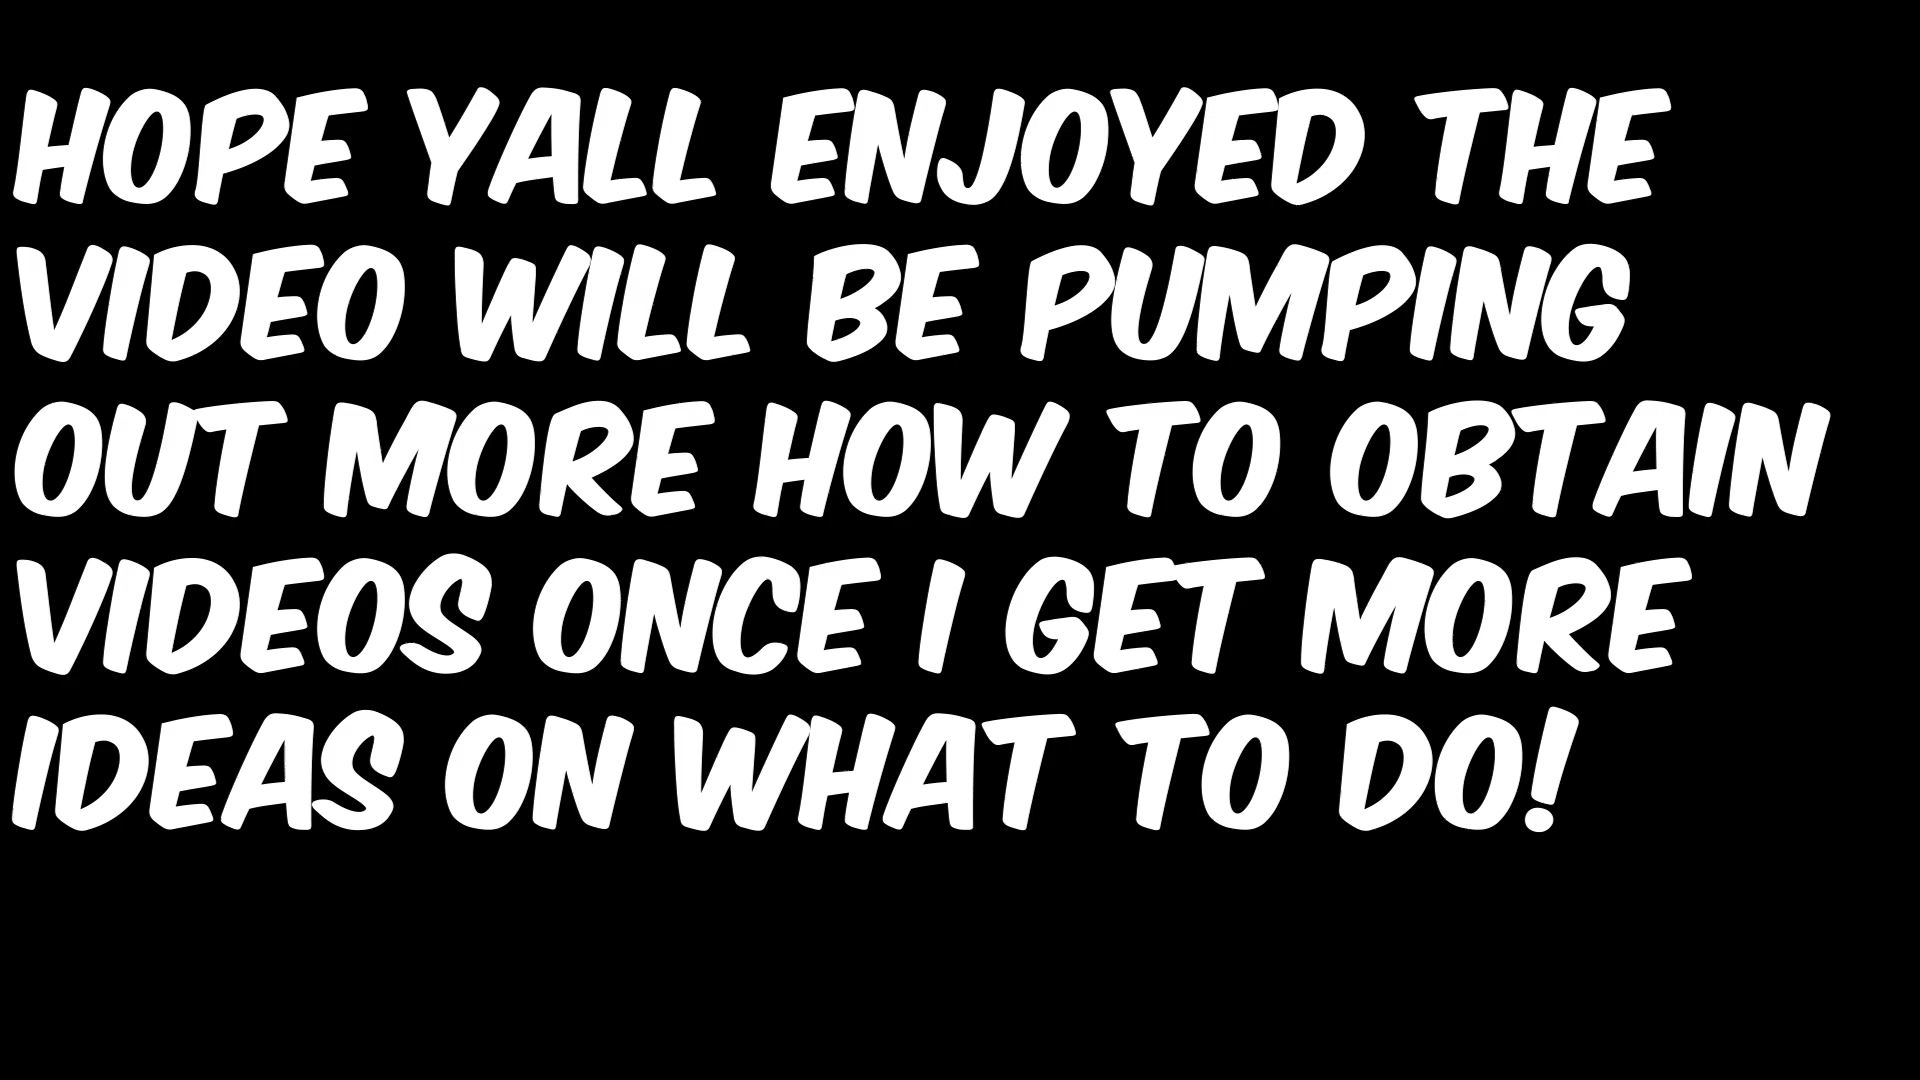 HOPE YALL ENJOYED THE
VIDEO WILL BE PUMPING
OUT MORE HOW TO OBTAIN
VIDEOS ONCE I GET MORE
IDEAS ON WHAT TO DO!